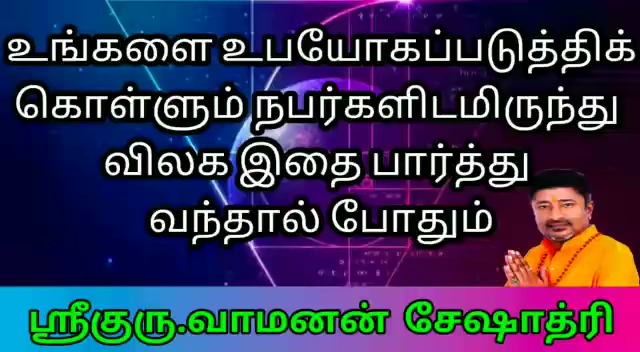 உங்களை உபயோகப்படுத்திக்
கொள்ளும் நபர்களிடமிருந்து
விலக இதை பார்த்து
வந்தால் போதும்
ஸ்ரீகுரு.வாமனன் சேஷாத்ரி